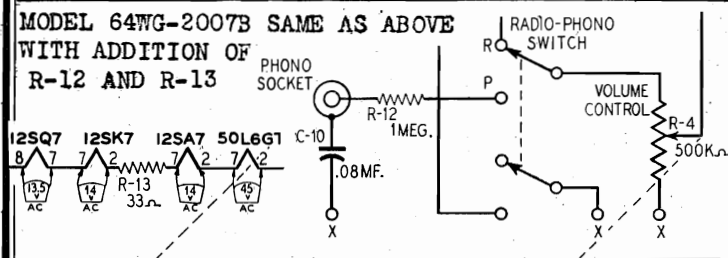 MODEL 64WG-2007B SAME AS ABOVE
WITH ADDITION OF
R-12 AND R-13
PHONO
SOCKET
RADIO-PHONO
SWITCH
R
P
VOLUME
CONTROL
R-4
500KΩ
R-12
1MEG.
C-10
.08MF.
12SQ7 12SK7 12SA7 50L6GT
8 7 7 2 7 2 7 2
R-13
33Ω
13.5 V AC
14 V AC
14 V AC
45 V AC
X
X
X